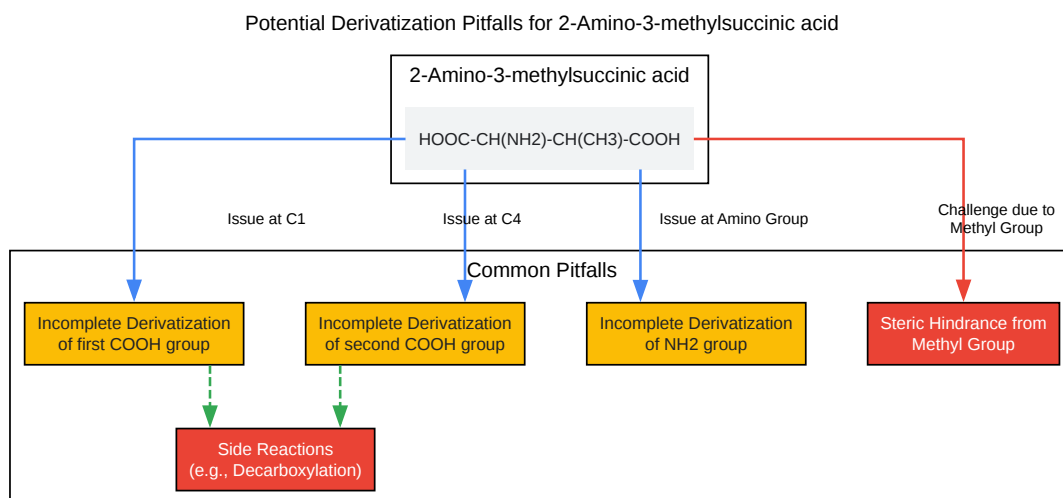 Potential Derivatization Pitfalls for 2-Amino-3-methylsuccinic acid
2-Amino-3-methylsuccinic acid
HOOC-CH(NH2)-CH(CH3)-COOH
Issue at C1
Issue at C4
Issue at Amino Group
Challenge due to
Methyl Group
Common Pitfalls
Incomplete Derivatization
of first COOH group
Incomplete Derivatization
of second COOH group
Incomplete Derivatization
of NH2 group
Steric Hindrance from
Methyl Group
Side Reactions
(e.g., Decarboxylation)